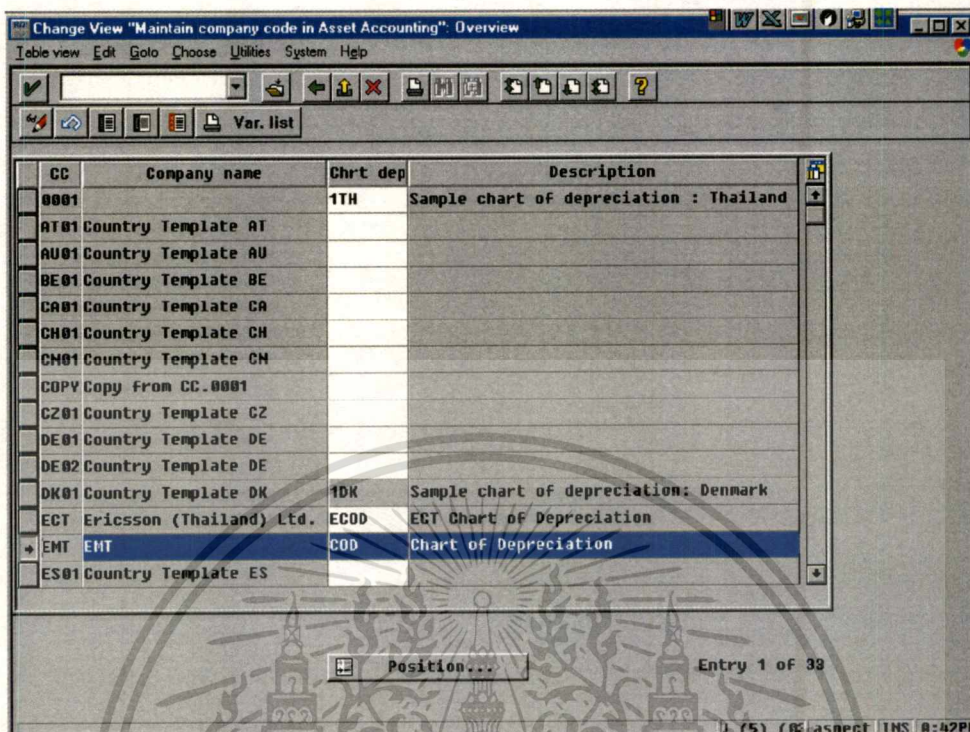 Change View "Maintain company code in Asset Accounting": Overview
Table view Edit Goto Choose Utilities System Help
Var. list
CC Company name Chrt dep Description
0001 1TH Sample chart of depreciation : Thailand
AT01 Country Template AT
AU01 Country Template AU
BE01 Country Template BE
CA01 Country Template CA
CH01 Country Template CH
CN01 Country Template CN
COPY Copy from CC.0001
CZ01 Country Template CZ
DE01 Country Template DE
DE02 Country Template DE
DK01 Country Template DK 1DK Sample chart of depreciation: Denmark
ECT Ericsson (Thailand) Ltd. ECOD ECT Chart of Depreciation
EMT EMT COD Chart of Depreciation
ES01 Country Template ES
Position... Entry 1 of 33
(5) aspect INS 8:42PM